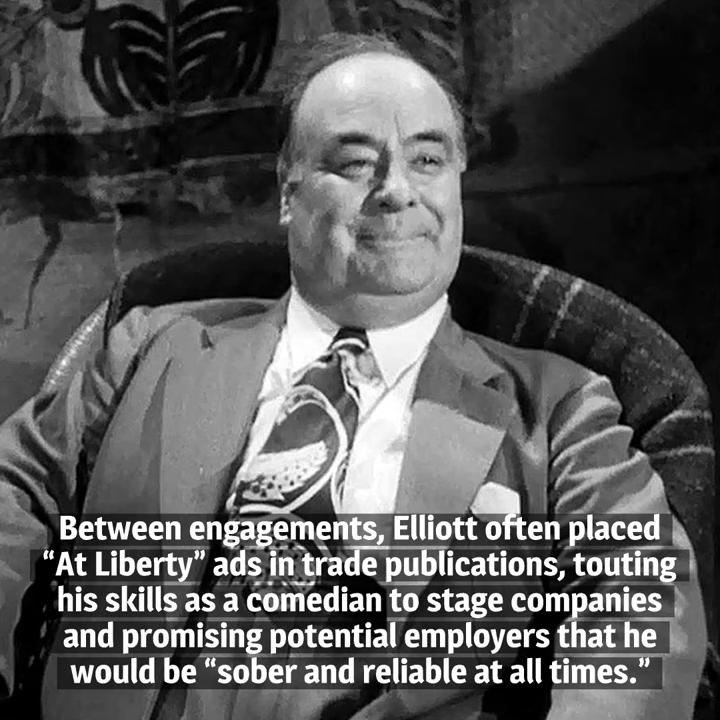 Between engagements, Elliott often placed
“At Liberty” ads in trade publications, touting
his skills as a comedian to stage companies
and promising potential employers that he
would be “sober and reliable at all times.”